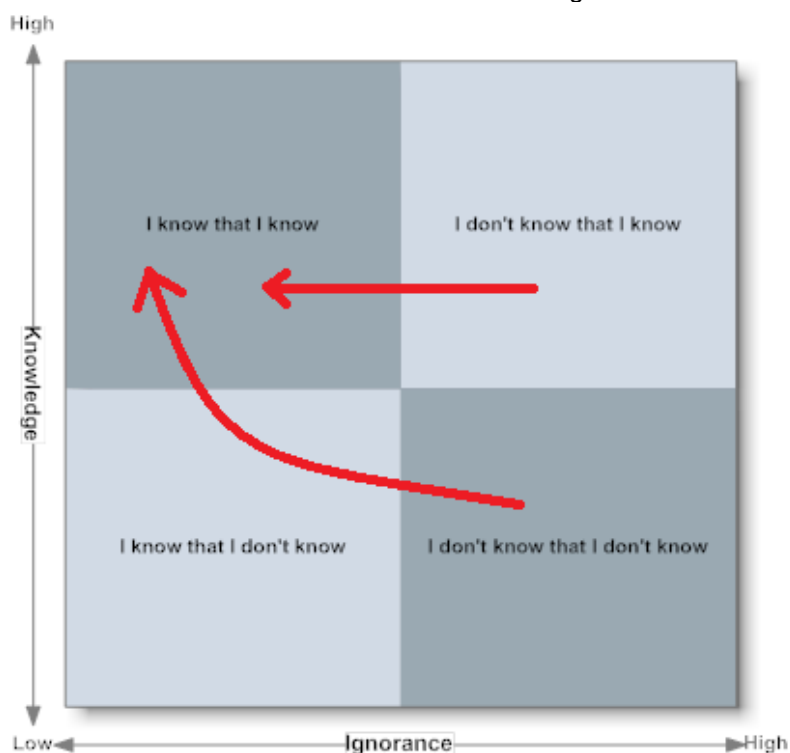 High
I know that I know
I don't know that I know
Knowledge
I know that I don't know
I don't know that I don't know
Low
Ignorance
High